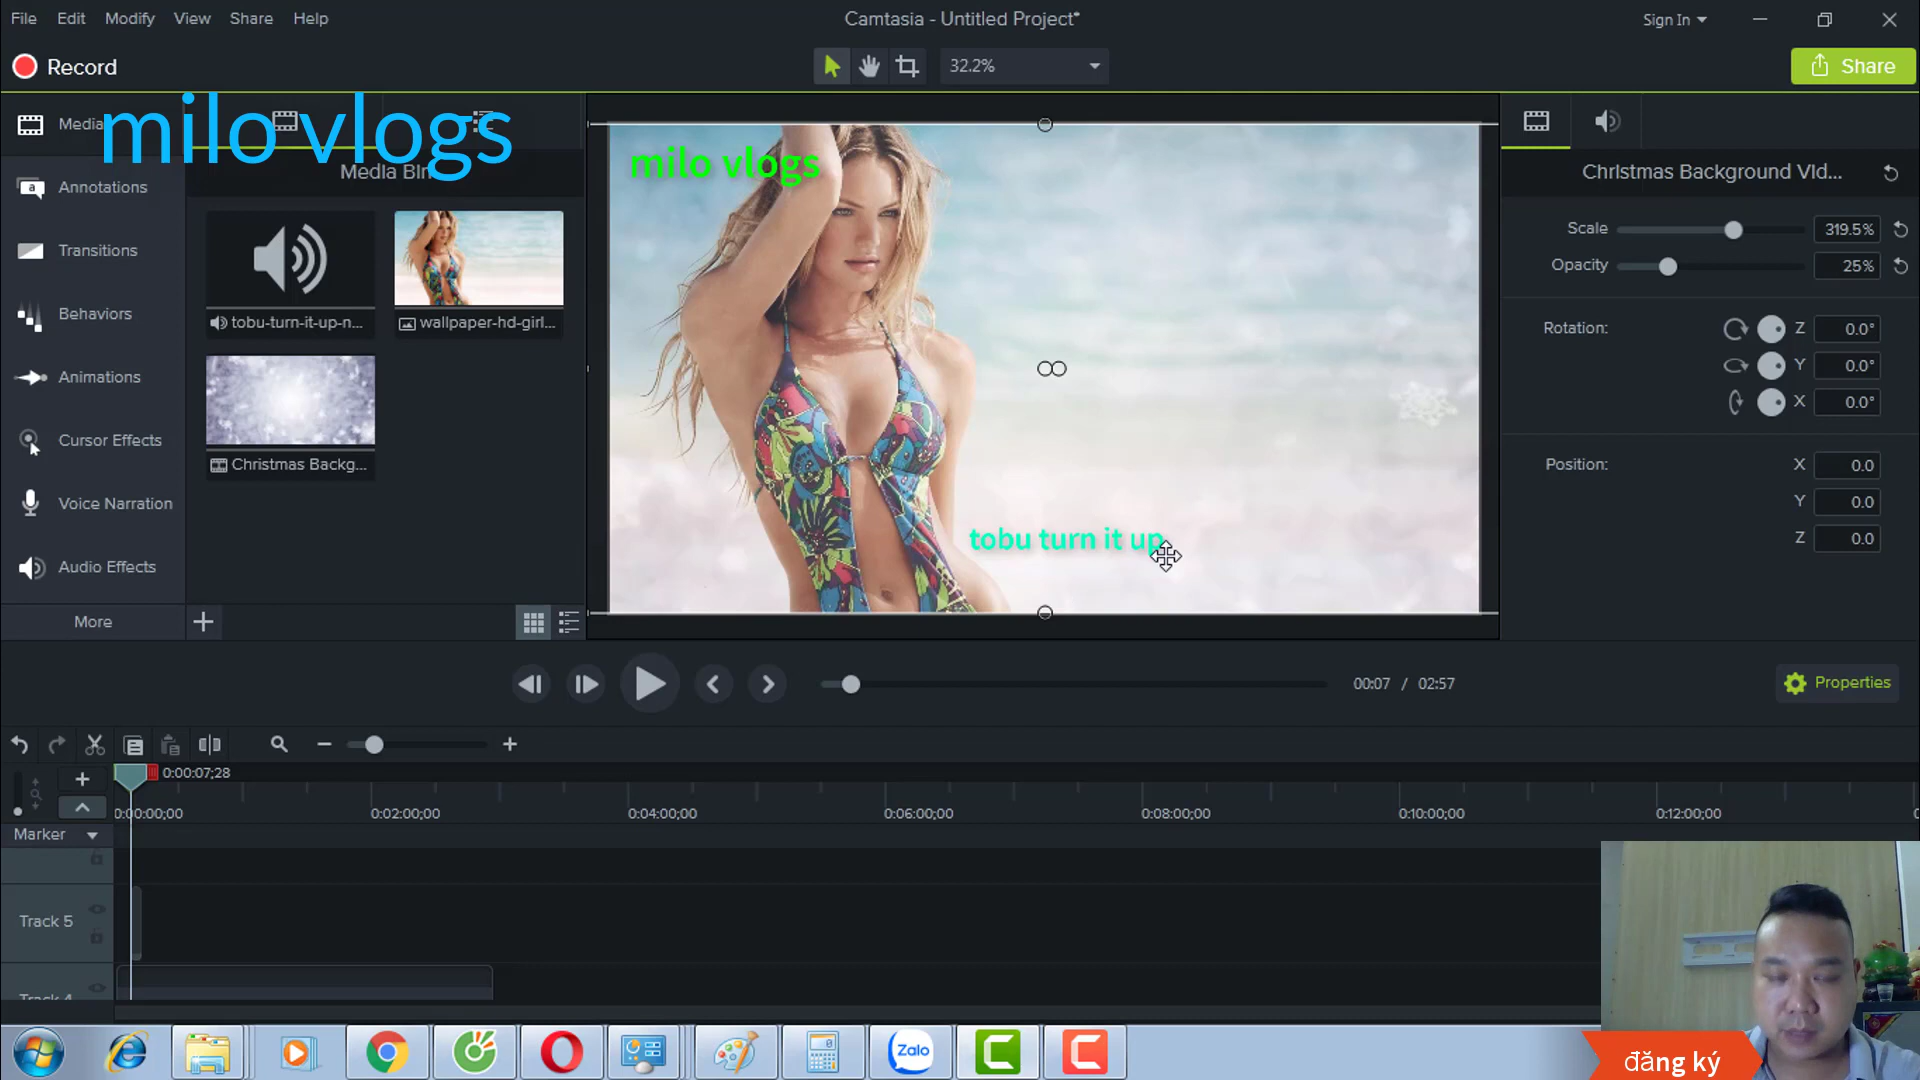 File Edit Modify View Share Help
Camtasia - Untitled Project*
Sign In
Record
32.2%
Share
Media
milo vlogs
Media Bin
Annotations
Transitions
Behaviors
Animations
Cursor Effects
Voice Narration
Audio Effects
More
tobu-turn-it-up-n...
wallpaper-hd-girl...
Christmas Backg...
milo vlogs
tobu turn it up
Christmas Background Vid...
Scale 319.5%
Opacity 25%
Rotation: Z 0.0°
Y 0.0°
X 0.0°
Position: X 0.0
Y 0.0
Z 0.0
00:07 / 02:57
Properties
0:00:07;28
0:00:00;00 0:02:00;00 0:04:00;00 0:06:00;00 0:08:00;00 0:10:00;00 0:12:00;00
Marker
Track 5
Track 4
Zalo
đăng ký